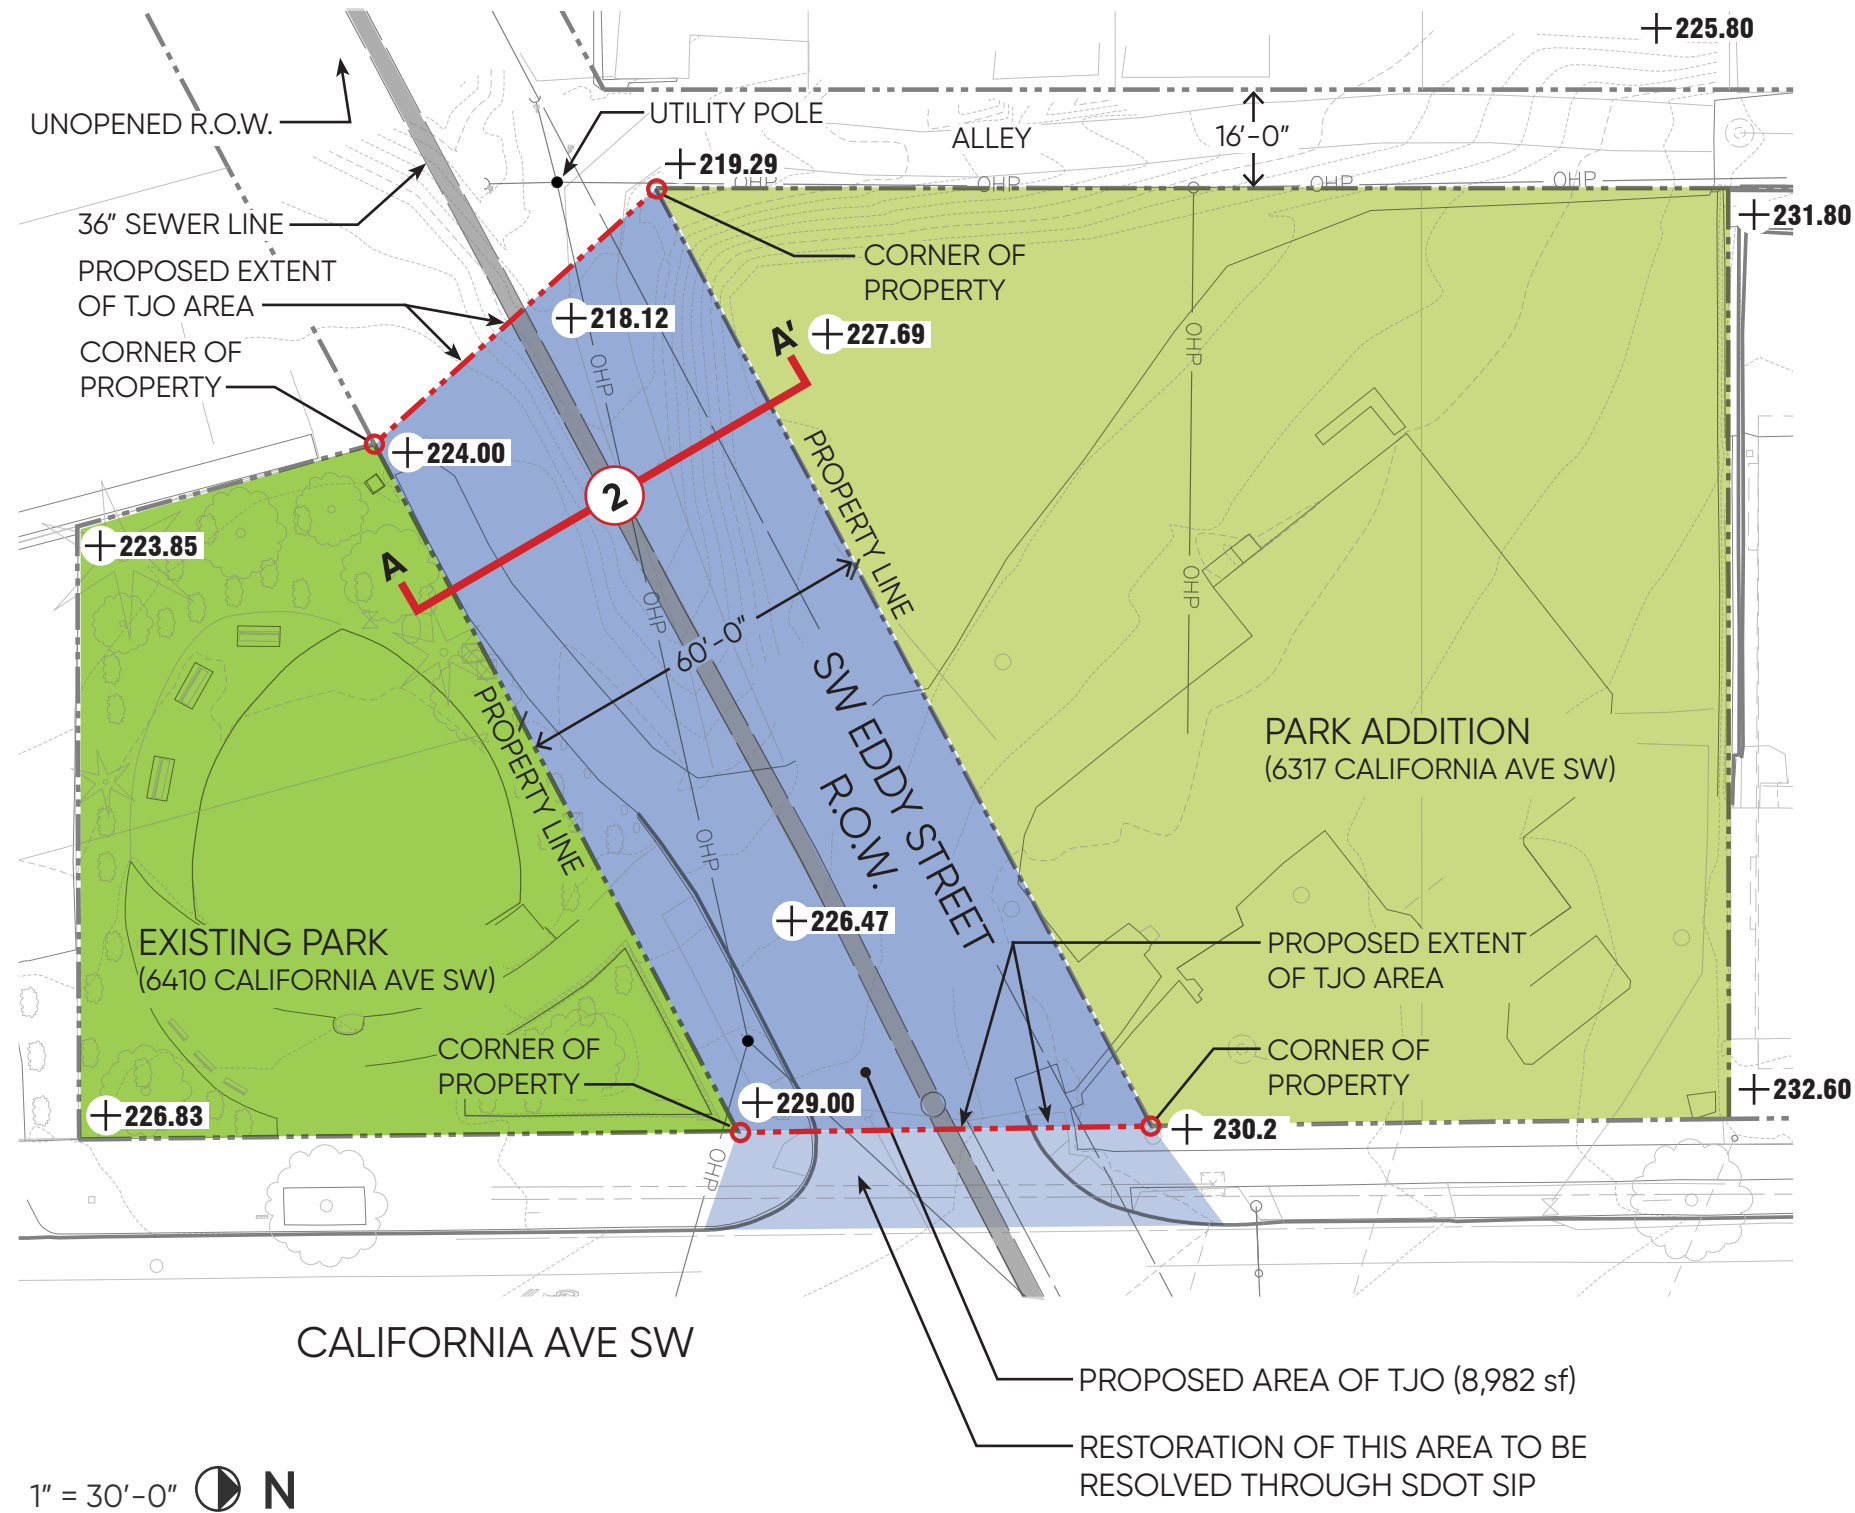 225.80
UNOPENED R.O.W.
UTILITY POLE
ALLEY
16'-0"
219.29
OHP
OHP
OHP
OHP
231.80
36" SEWER LINE
PROPOSED EXTENT
OF TJO AREA
CORNER OF
PROPERTY
CORNER OF
PROPERTY
218.12
227.69
A'
OHP
OHP
224.00
PROPERTY LINE
2
223.85
A
OHP
OHP
60'-0"
SW EDDY STREET
R.O.W.
PROPERTY LINE
PARK ADDITION
(6317 CALIFORNIA AVE SW)
OHP
226.47
EXISTING PARK
(6410 CALIFORNIA AVE SW)
PROPOSED EXTENT
OF TJO AREA
CORNER OF
PROPERTY
CORNER OF
PROPERTY
226.83
229.00
230.2
232.60
OHP
CALIFORNIA AVE SW
PROPOSED AREA OF TJO (8,982 sf)
RESTORATION OF THIS AREA TO BE
RESOLVED THROUGH SDOT SIP
1" = 30'-0" N